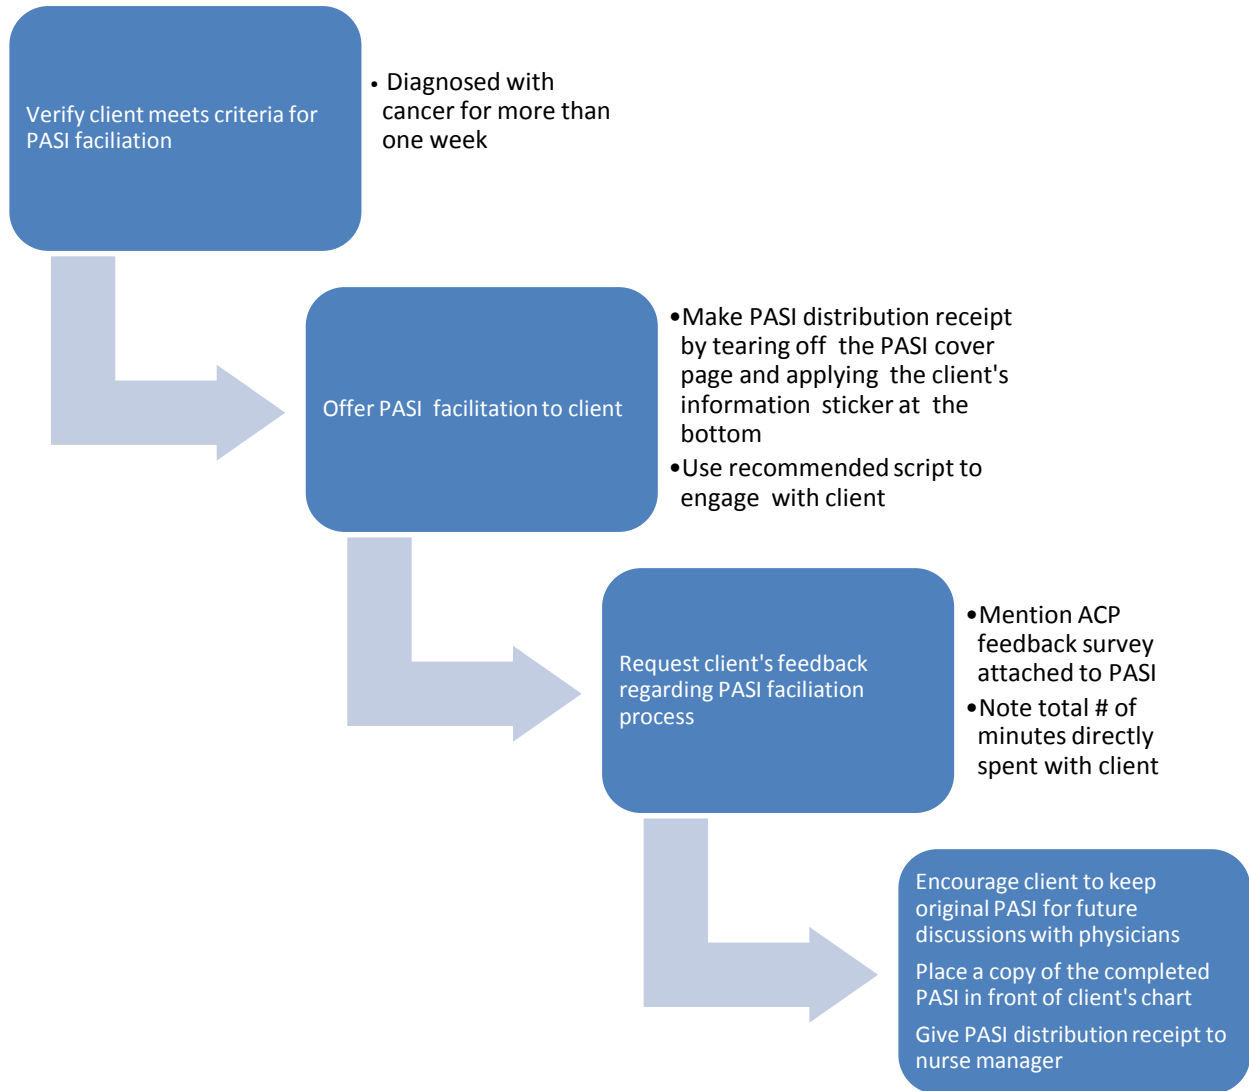 Verify client meets criteria for
PASI faciliation
• Diagnosed with
cancer for more than
one week
Offer PASI facilitation to client
•Make PASI distribution receipt
by tearing off the PASI cover
page and applying the client's
information sticker at the
bottom
•Use recommended script to
engage with client
Request client's feedback
regarding PASI faciliation
process
•Mention ACP
feedback survey
attached to PASI
•Note total # of
minutes directly
spent with client
Encourage client to keep
original PASI for future
discussions with physicians
Place a copy of the completed
PASI in front of client's chart
Give PASI distribution receipt to
nurse manager